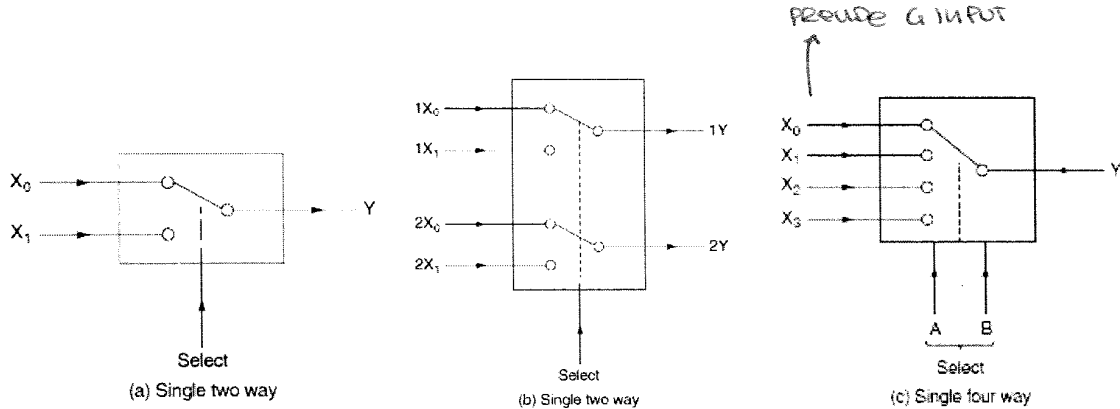 G INPUT
X₀
X₁
Y
Select
(a) Single two way
1X₀
1X₁
1Y
2X₀
2X₁
2Y
Select
(b) Single two way
X₀
X₁
X₂
X₃
Y
A B
Select
(c) Single four way